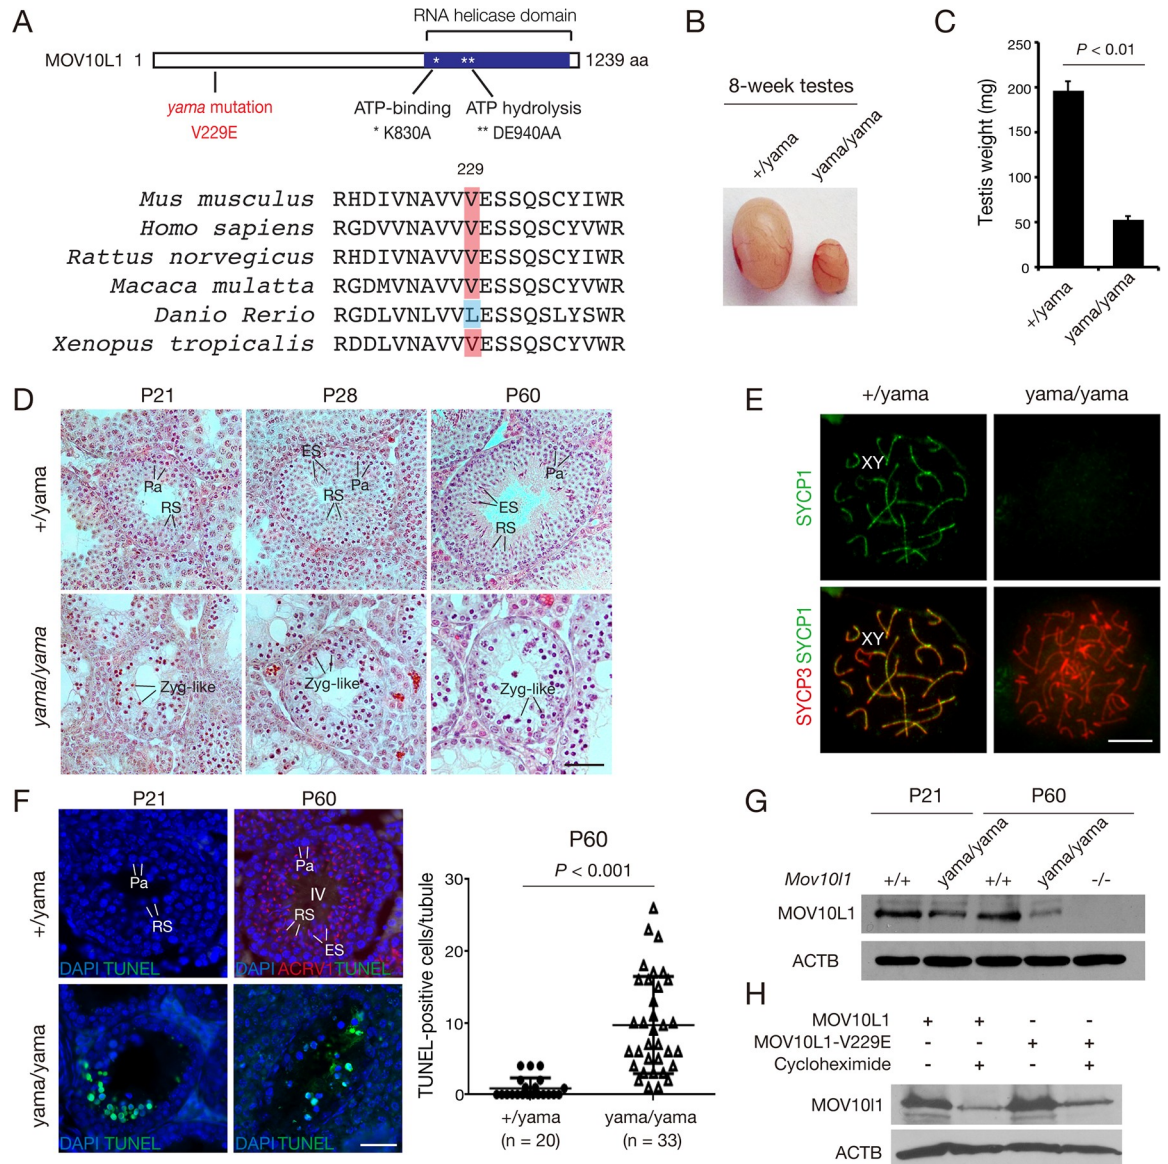 A
RNA helicase domain
MOV10L1 1
* **
1239 aa
yama mutation
V229E
ATP-binding
* K830A
ATP hydrolysis
** DE940AA
229
Mus musculus RHDIVNAVVVESSQSCYIWR
Homo sapiens RGDVVNAVVVESSQSCYVWR
Rattus norvegicus RHDIVNAVVVESSQSCYIWR
Macaca mulatta RGDMVNAVVVESSQSCYVWR
Danio Rerio RGDLVNLVVLESSQSLYSWR
Xenopus tropicalis RDDLVNAVVVESSQSCYVWR
B
8-week testes
+/yama
yama/yama
C
P < 0.01
Testis weight (mg)
250
200
150
100
50
0
+/yama
yama/yama
D
P21
P28
P60
+/yama
Pa
RS
ES
RS
Pa
Pa
ES
RS
yama/yama
Zyg-like
Zyg-like
Zyg-like
E
+/yama
yama/yama
SYCP1
XY
SYCP3 SYCP1
XY
F
P21
P60
+/yama
Pa
RS
DAPI TUNEL
Pa
IV
RS
ES
DAPI ACRV1 TUNEL
yama/yama
DAPI TUNEL
DAPI TUNEL
P60
P < 0.001
TUNEL-positive cells/tubule
30
20
10
0
+/yama
(n = 20)
yama/yama
(n = 33)
G
P21
P60
Mov10l1
+/+
yama/yama
+/+
yama/yama
-/-
MOV10L1
ACTB
H
MOV10L1 + + - -
MOV10L1-V229E - - + +
Cycloheximide - + - +
MOV10l1
ACTB